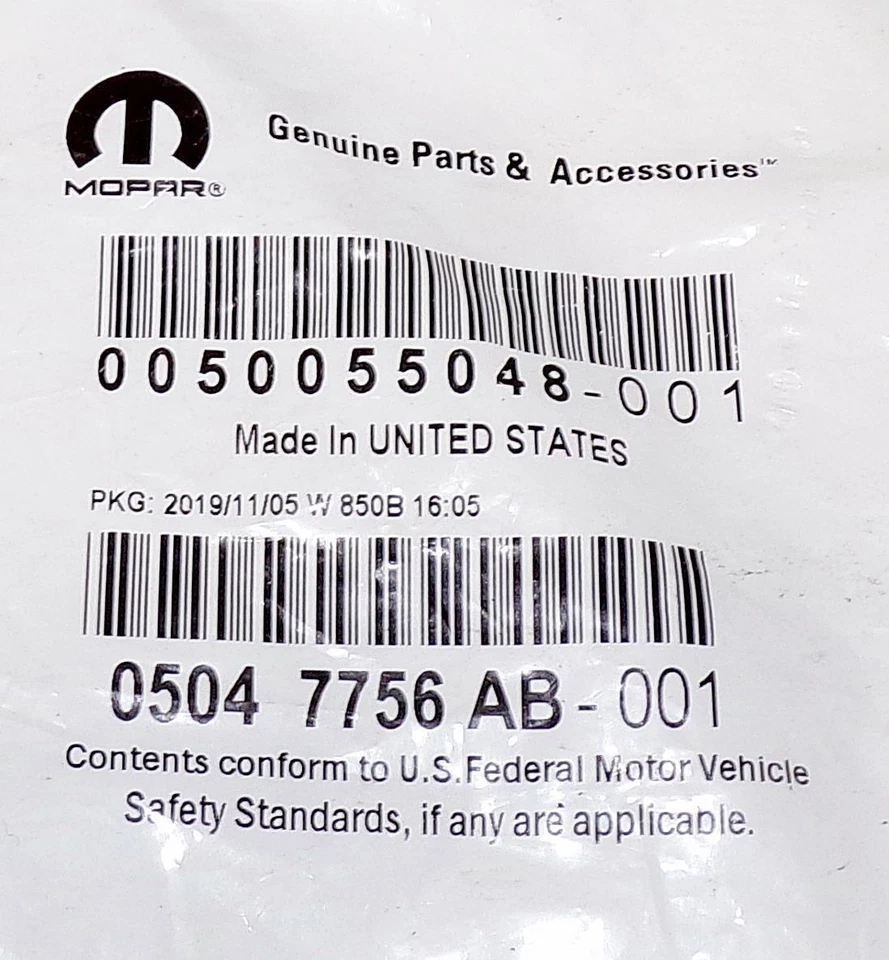 Genuine Parts & Accessories™
MOPAR®
0050055048-001
Made In UNITED STATES
PKG: 2019/11/05 W 850B 16:05
0504 7756 AB-001
Contents conform to U.S. Federal Motor Vehicle
Safety Standards, if any are applicable.